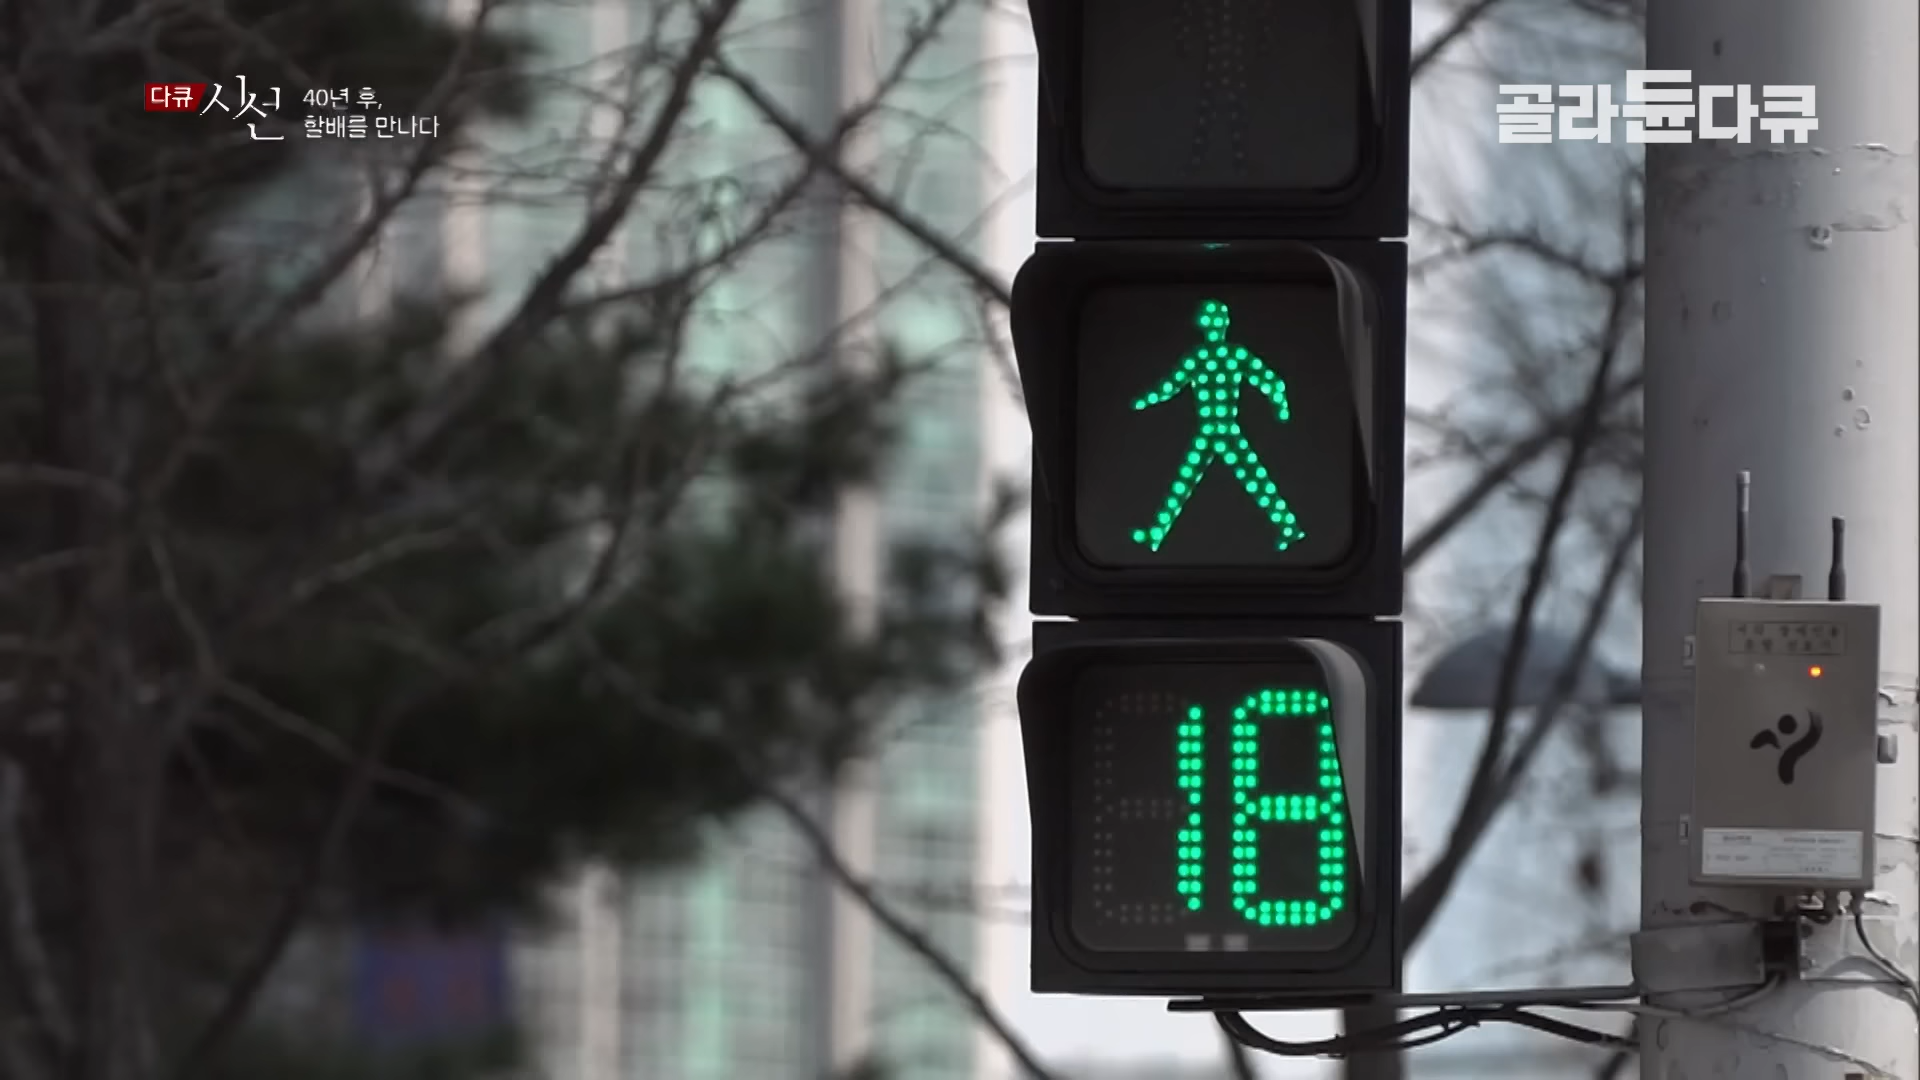 다큐 시선
40년 후,
할배를 만나다
골라듄다큐
18